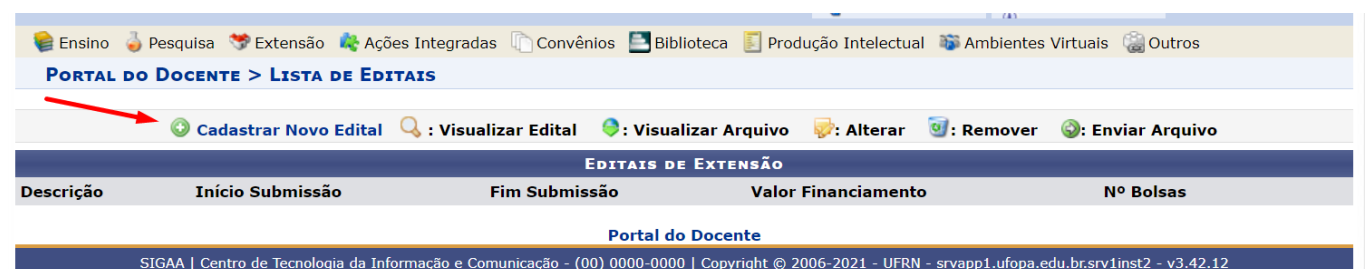 Ensino Pesquisa Extensão Ações Integradas Convênios Biblioteca Produção Intelectual Ambientes Virtuais Outros
Portal do Docente > Lista de Editais
Cadastrar Novo Edital : Visualizar Edital : Visualizar Arquivo : Alterar : Remover : Enviar Arquivo
Editais de Extensão
Descrição Início Submissão Fim Submissão Valor Financiamento Nº Bolsas
Portal do Docente
SIGAA | Centro de Tecnologia da Informação e Comunicação - (00) 0000-0000 | Copyright © 2006-2021 - UFRN - srvapp1.ufopa.edu.br.srv1inst2 - v3.42.12